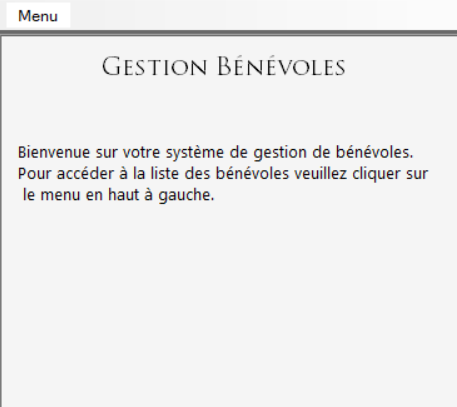 Menu
Gestion Bénévoles
Bienvenue sur votre système de gestion de bénévoles.
Pour accéder à la liste des bénévoles veuillez cliquer sur
le menu en haut à gauche.